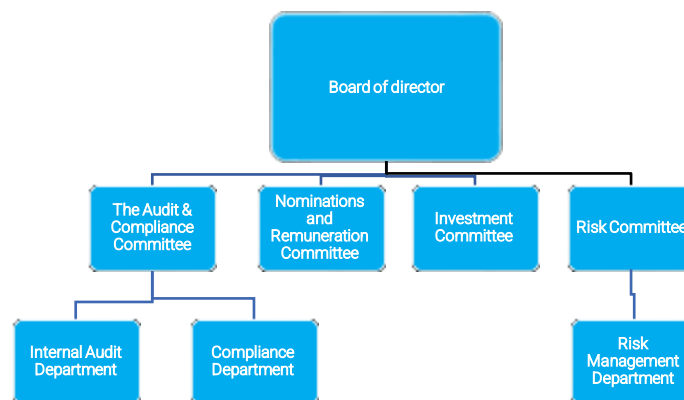 Board of director
The Audit &
Compliance
Committee
Nominations
and
Remuneration
Committee
Investment
Committee
Risk Committee
Internal Audit
Department
Compliance
Department
Risk
Management
Department